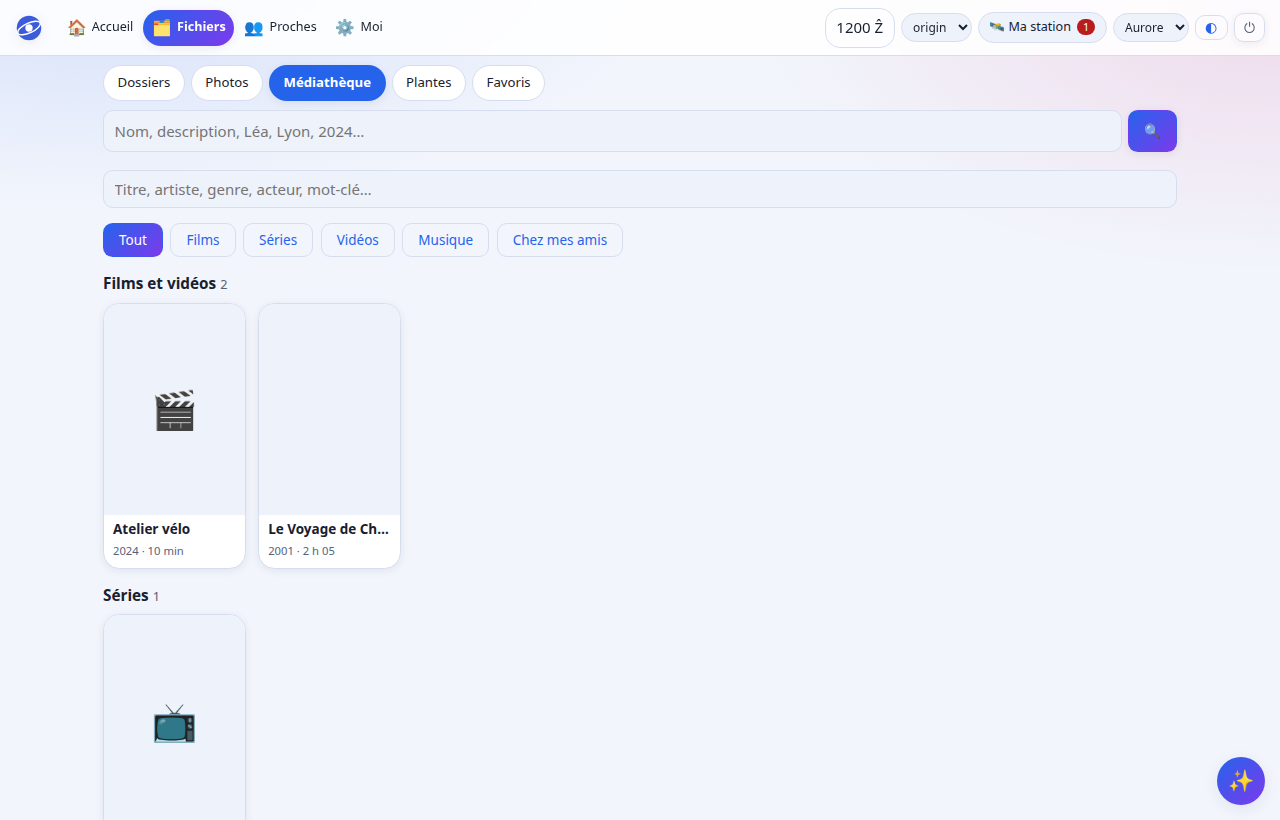 Accueil
Fichiers
Proches
Moi
1200 Ẑ
origin
Ma station 1
Aurore
Dossiers
Photos
Médiathèque
Plantes
Favoris
Nom, description, Léa, Lyon, 2024...
Titre, artiste, genre, acteur, mot-clé...
Tout
Films
Séries
Vidéos
Musique
Chez mes amis
Films et vidéos 2
Atelier vélo
2024 · 10 min
Le Voyage de Ch...
2001 · 2 h 05
Séries 1